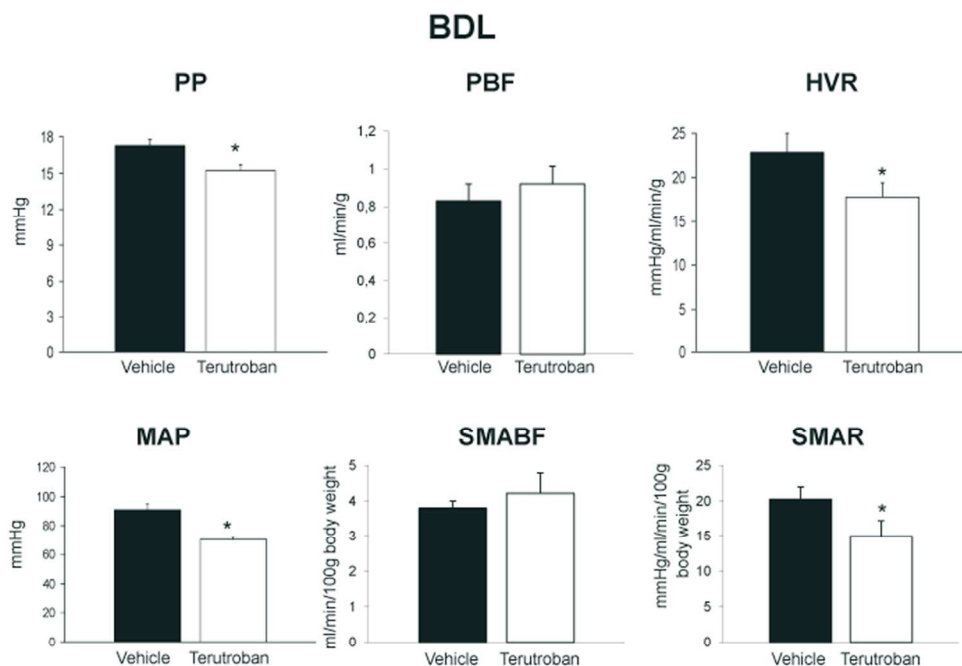 BDL
PP
PBF
HVR
mmHg
18
15
12
9
6
3
0
*
Vehicle Terutroban
ml/min/g
1,2
1
0,8
0,6
0,4
0,2
0
Vehicle Terutroban
mmHg/ml/min/g
25
20
15
10
5
0
*
Vehicle Terutroban
MAP
SMABF
SMAR
mmHg
120
100
80
60
40
20
0
*
Vehicle Terutroban
ml/min/100g body weight
5
4
3
2
1
0
Vehicle Terutroban
mmHg/ml/min/100g
body weight
25
20
15
10
5
0
*
Vehicle Terutroban